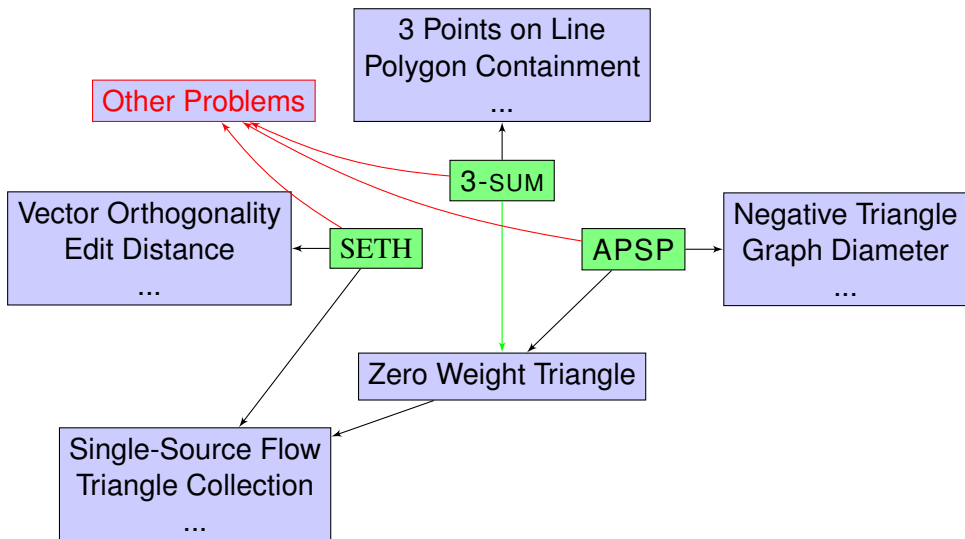 3 Points on Line
Polygon Containment
...
Other Problems
3-SUM
Vector Orthogonality
Edit Distance
...
SETH
APSP
Negative Triangle
Graph Diameter
...
Zero Weight Triangle
Single-Source Flow
Triangle Collection
...